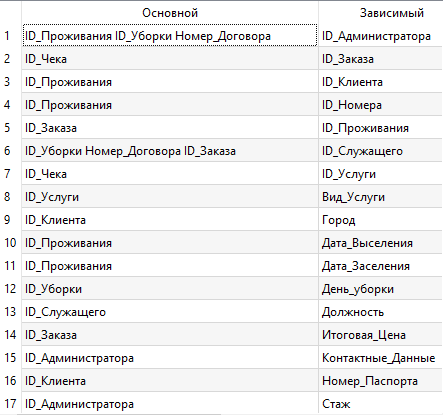 Основной Зависимый
1 ID_Проживания ID_Уборки Номер_Договора ID_Администратора
2 ID_Чека ID_Заказа
3 ID_Проживания ID_Клиента
4 ID_Проживания ID_Номера
5 ID_Заказа ID_Проживания
6 ID_Уборки Номер_Договора ID_Заказа ID_Служащего
7 ID_Чека ID_Услуги
8 ID_Услуги Вид_Услуги
9 ID_Клиента Город
10 ID_Проживания Дата_Выселения
11 ID_Проживания Дата_Заселения
12 ID_Уборки День_уборки
13 ID_Служащего Должность
14 ID_Заказа Итоговая_Цена
15 ID_Администратора Контактные_Данные
16 ID_Клиента Номер_Паспорта
17 ID_Администратора Стаж